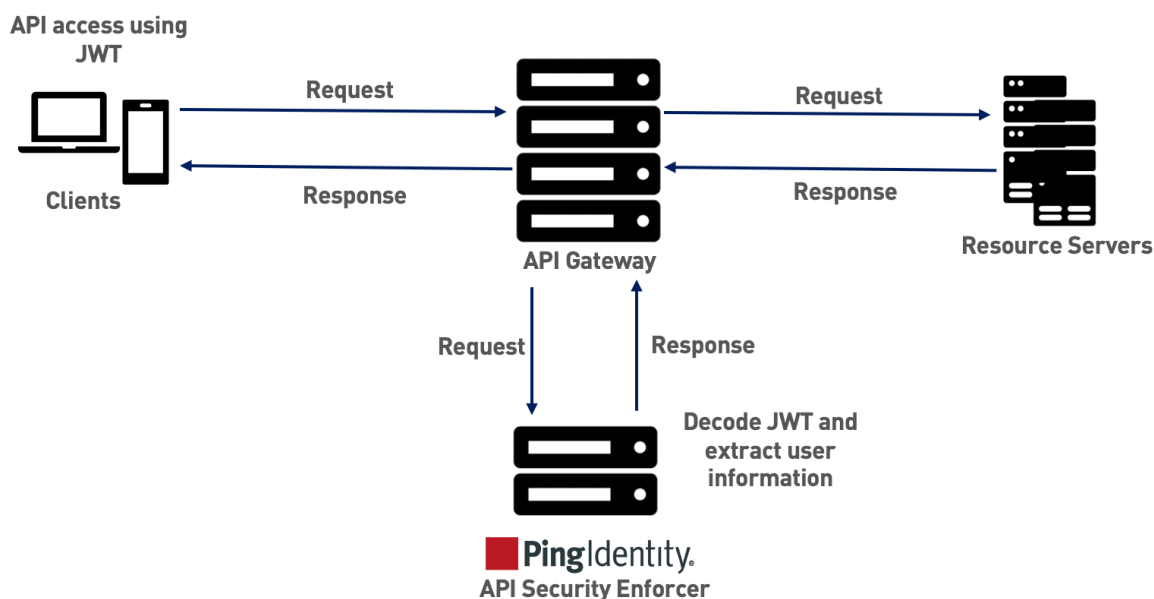 API access using
JWT
Request
Request
Response
Response
Clients
API Gateway
Resource Servers
Request
Response
Decode JWT and
extract user
information
PingIdentity.
API Security Enforcer